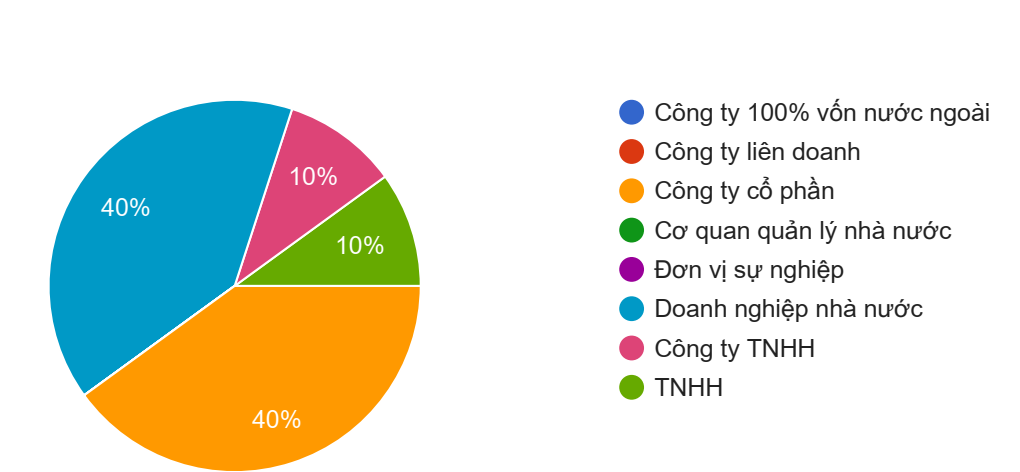 40%
10%
10%
40%
Công ty 100% vốn nước ngoài
Công ty liên doanh
Công ty cổ phần
Cơ quan quản lý nhà nước
Đơn vị sự nghiệp
Doanh nghiệp nhà nước
Công ty TNHH
TNHH